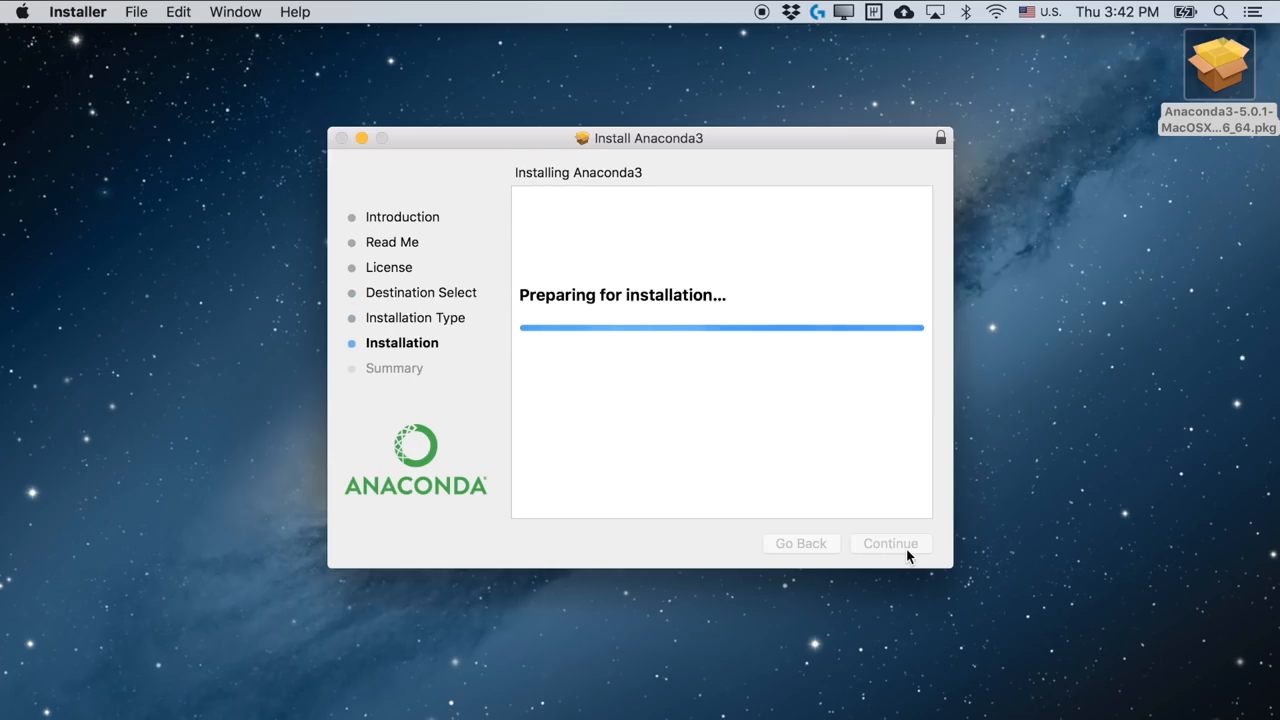 Installer File Edit Window Help U.S. Thu 3:42 PM
Anaconda3-5.0.1-
MacOSX...6_64.pkg
Install Anaconda3
Installing Anaconda3
Introduction
Read Me
License
Destination Select
Installation Type
Installation
Summary
Preparing for installation...
ANACONDA
Go Back Continue